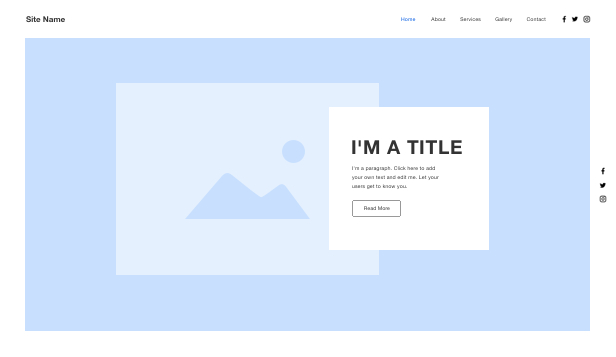 Site Name
Home About Services Gallery Contact
I'M A TITLE
I'm a paragraph. Click here to add
your own text and edit me. Let your
users get to know you.
Read More